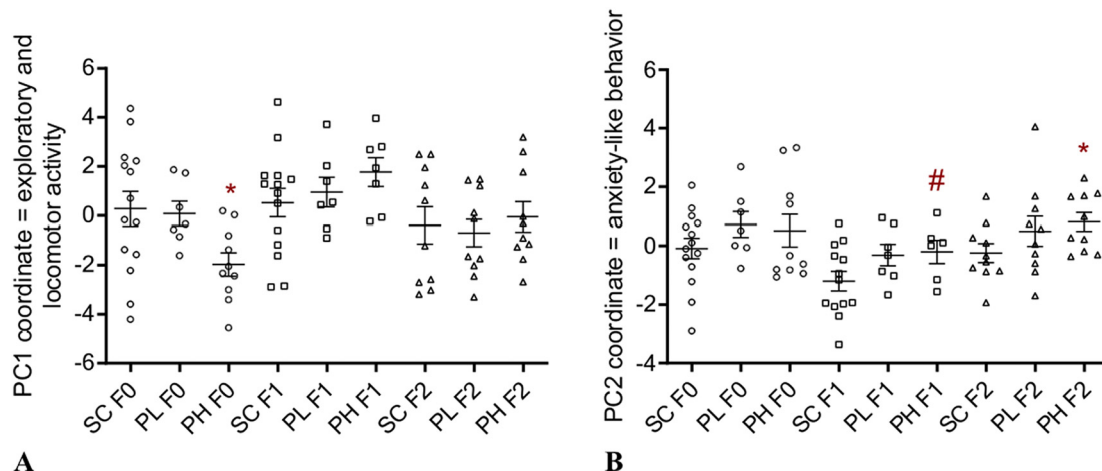 PC1 coordinate = exploratory and
locomotor activity
6
4
2
0
-2
-4
-6
*
SC F0
PL F0
PH F0
SC F1
PL F1
PH F1
SC F2
PL F2
PH F2
A
PC2 coordinate = anxiety-like behavior
6
4
2
0
-2
-4
#
*
SC F0
PL F0
PH F0
SC F1
PL F1
PH F1
SC F2
PL F2
PH F2
B